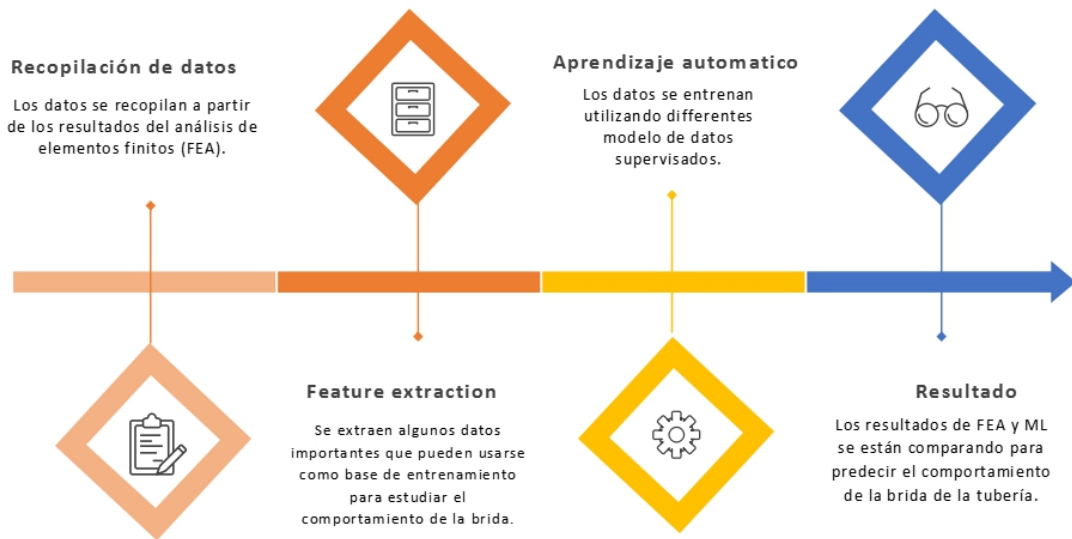 Recopilación de datos
Los datos se recopilan a partir
de los resultados del análisis de
elementos finitos (FEA).
Feature extraction
Se extraen algunos datos
importantes que pueden usarse
como base de entrenamiento
para estudiar el
comportamiento de la brida.
Aprendizaje automatico
Los datos se entrenan
utilizando differentes
modelo de datos
supervisados.
Resultado
Los resultados de FEA y ML
se están comparando para
predecir el comportamiento
de la brida de la tubería.